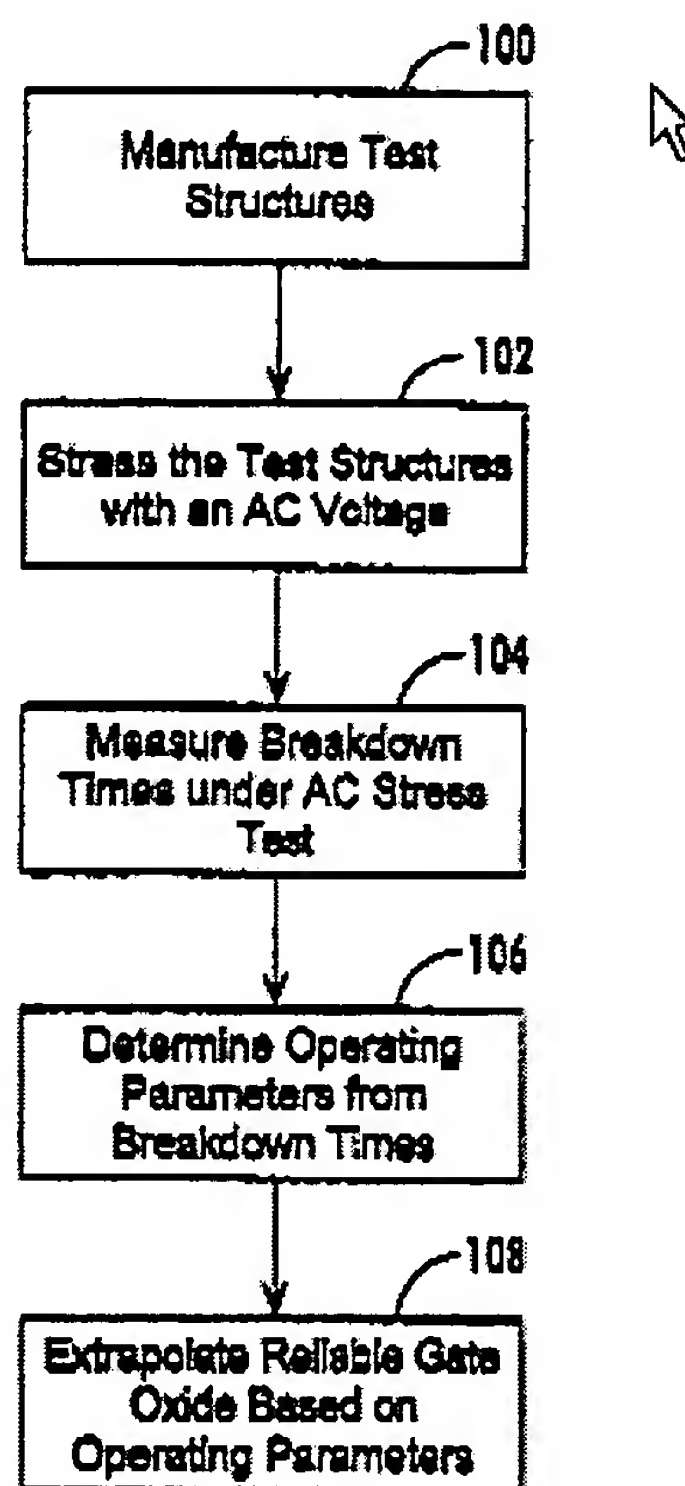 100
Manufacture Test
Structures
102
Stress the Test Structures
with an AC Voltage
104
Measure Breakdown
Times under AC Stress
Test
106
Determine Operating
Parameters from
Breakdown Times
108
Extrapolate Reliable Gate
Oxide Based on
Operating Parameters